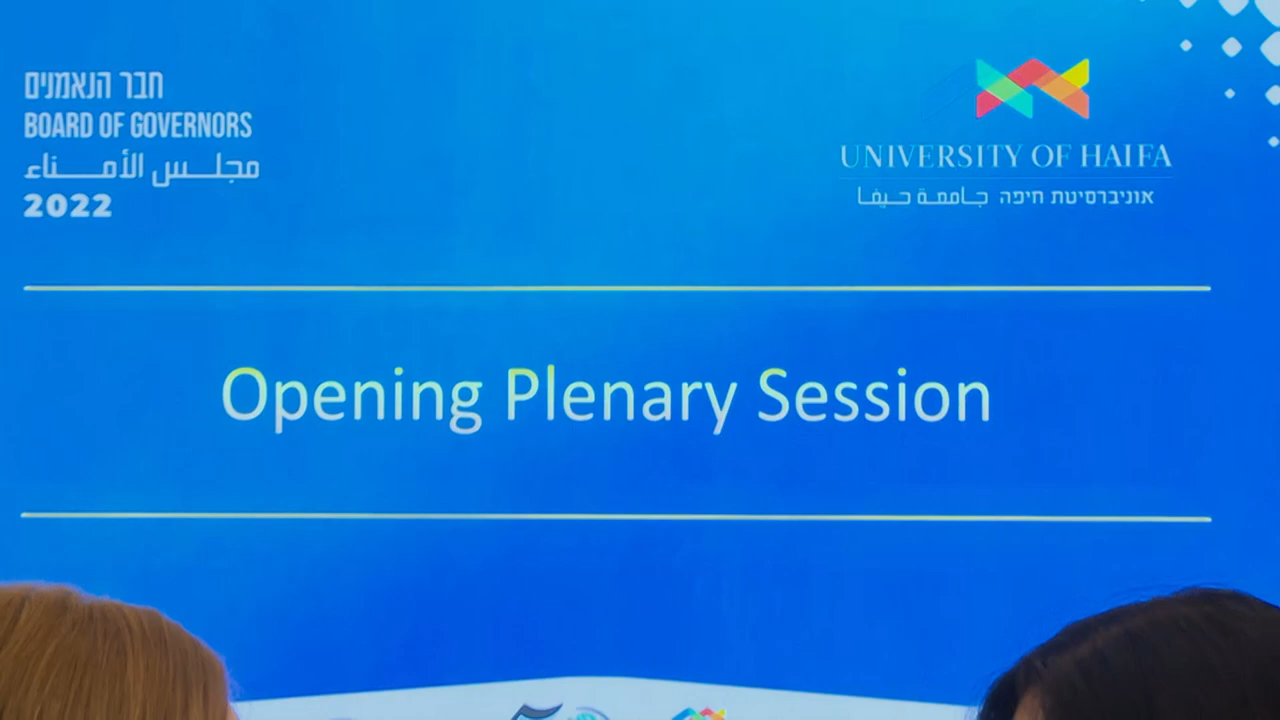 חבר הנאמנים
BOARD OF GOVERNORS
مجلس الأمناء
2022
UNIVERSITY OF HAIFA
אוניברסיטת חיפה جامعة حيفا
Opening Plenary Session